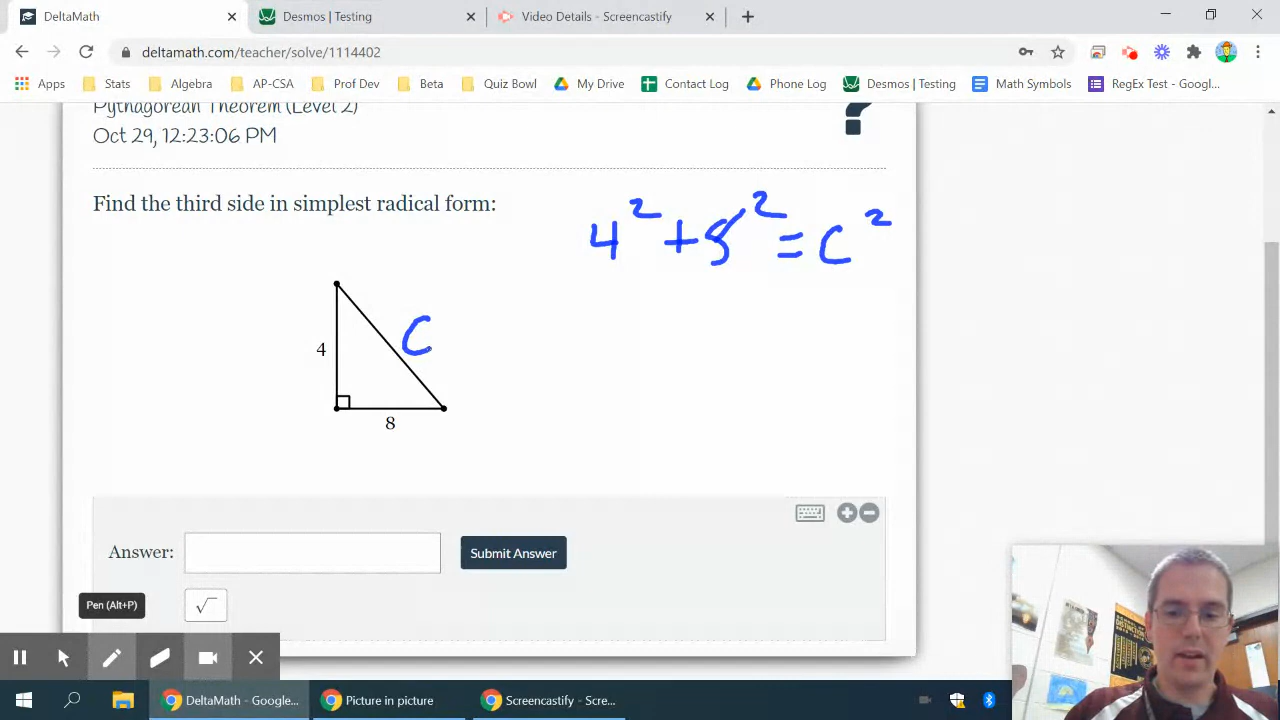 DeltaMath
Desmos | Testing
Video Details - Screencastify
deltamath.com/teacher/solve/1114402
Apps Stats Algebra AP-CSA Prof Dev Beta Quiz Bowl My Drive Contact Log Phone Log Desmos | Testing Math Symbols RegEx Test - Googl...
Pythagorean Theorem (Level 2)
Oct 29, 12:23:06 PM
?
Find the third side in simplest radical form:
4² + 8² = c²
C
4
8
Answer:
Submit Answer
√
Pen (Alt+P)
DeltaMath - Google...
Picture in picture
Screencastify - Scre...